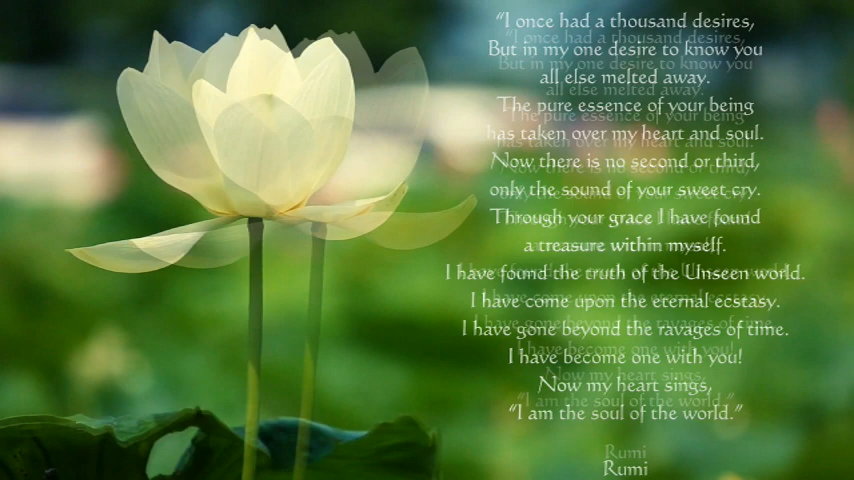 “I once had a thousand desires,
But in my one desire to know you
all else melted away.
The pure essence of your being
has taken over my heart and soul.
Now there is no second or third,
only the sound of your sweet cry.
Through your grace I have found
a treasure within myself.
I have found the truth of the Unseen world.
I have come upon the eternal ecstasy.
I have gone beyond the ravages of time.
I have become one with you!
Now my heart sings,
“I am the soul of the world.”
Rumi